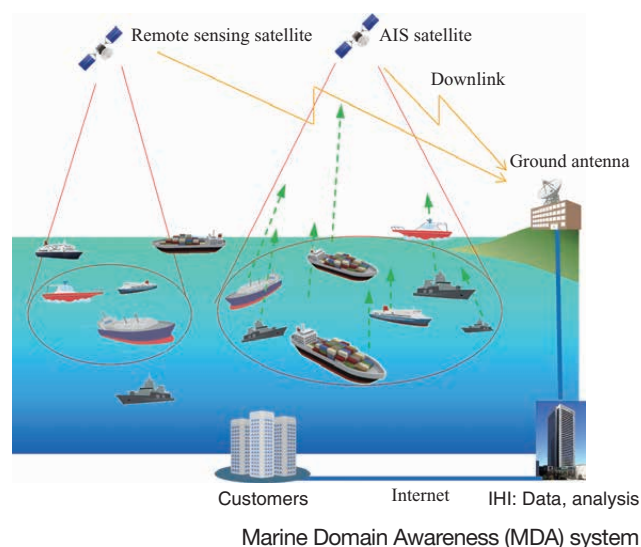 Remote sensing satellite
AIS satellite
Downlink
Ground antenna
Customers
Internet
IHI: Data, analysis
Marine Domain Awareness (MDA) system